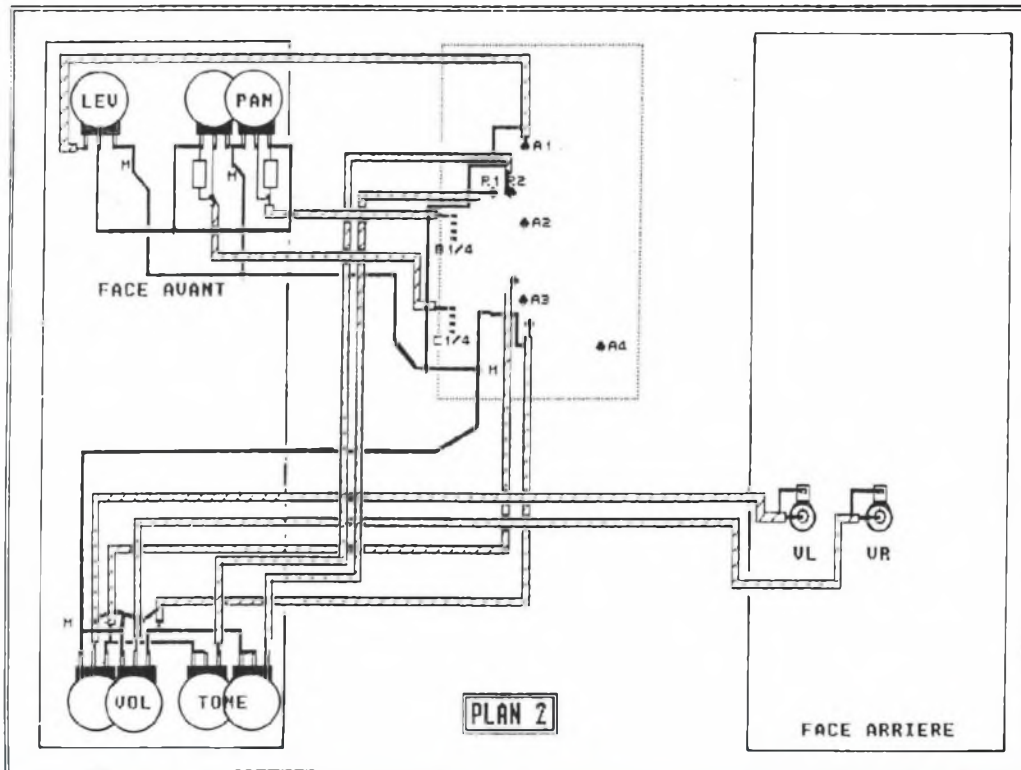 LEV
PAN
M
M
A1
R1 R2
A2
B1/4
FACE AVANT
A3
C1/4
A4
M
VL
VR
M
VOL
TONE
PLAN 2
FACE ARRIERE